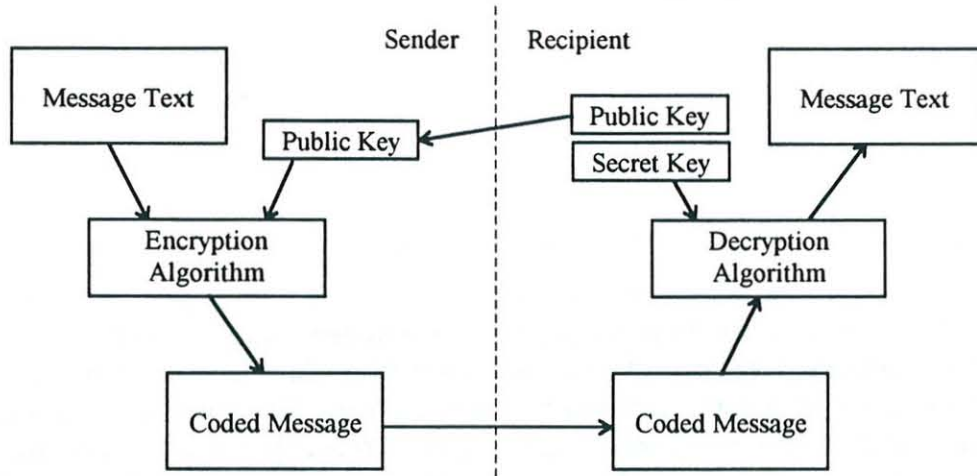 Sender
Recipient
Message Text
Public Key
Public Key
Secret Key
Message Text
Encryption
Algorithm
Decryption
Algorithm
Coded Message
Coded Message